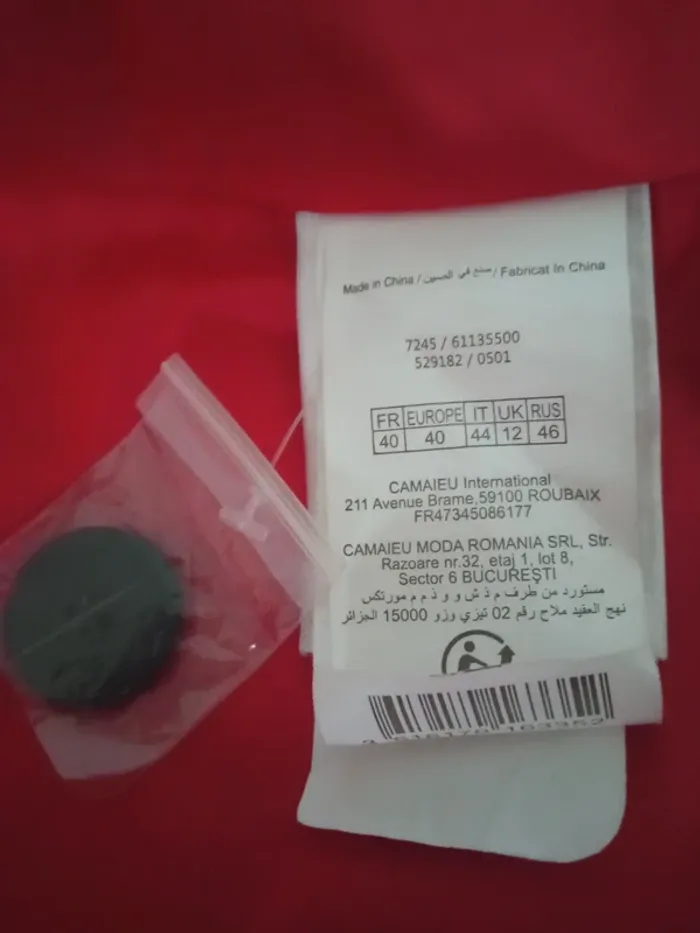 Made in China / صنع في الصين / Fabricat în China
7245 / 61135500
529182 / 0501
FR EUROPE IT UK RUS
40 40 44 12 46
CAMAIEU International
211 Avenue Brame,59100 ROUBAIX
FR47345086177
CAMAIEU MODA ROMANIA SRL, Str.
Razoare nr.32, etaj 1, lot 8,
Sector 6 BUCUREŞTI
مستورد من طرف م ذ ش و و ذ م م مورتكس
نهج العقيد ملاح رقم 02 تيزي وزو 15000 الجزائر